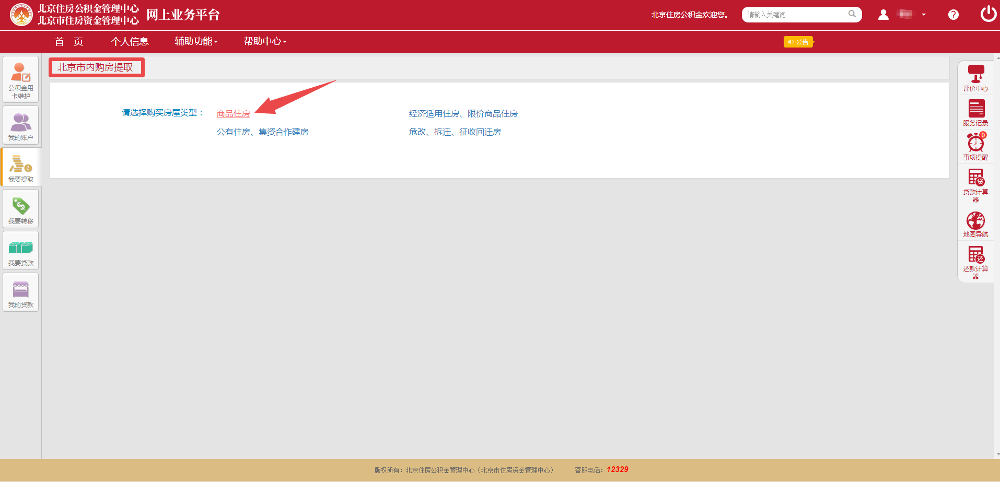 北京住房公积金管理中心
北京市住房资金管理中心
网上业务平台
北京住房公积金欢迎您。
请输入关键词
首 页
个人信息
辅助功能
帮助中心
公告
公积金用
卡维护
我的账户
我要提取
我要转移
我要贷款
我的贷款
北京市内购房提取
请选择购买房屋类型：
商品住房
经济适用住房、限价商品住房
公有住房、集资合作建房
危改、拆迁、征收回迁房
评价中心
服务记录
0
事项提醒
贷
贷款计算
器
地图导航
还
还款计算
器
版权所有：北京住房公积金管理中心（北京市住房资金管理中心）
客服电话：12329